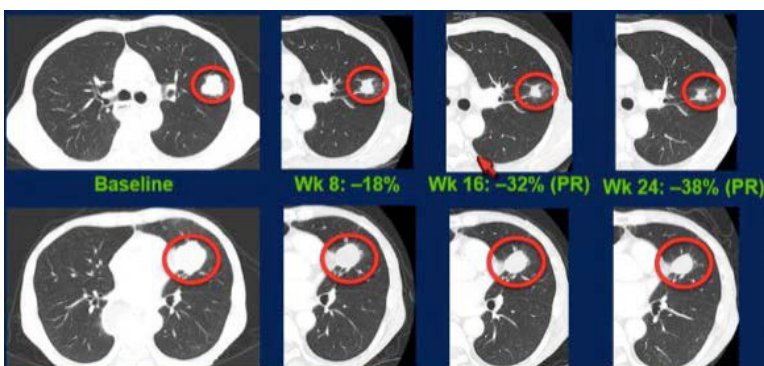 Baseline
Wk 8: –18%
Wk 16: –32% (PR)
Wk 24: –38% (PR)